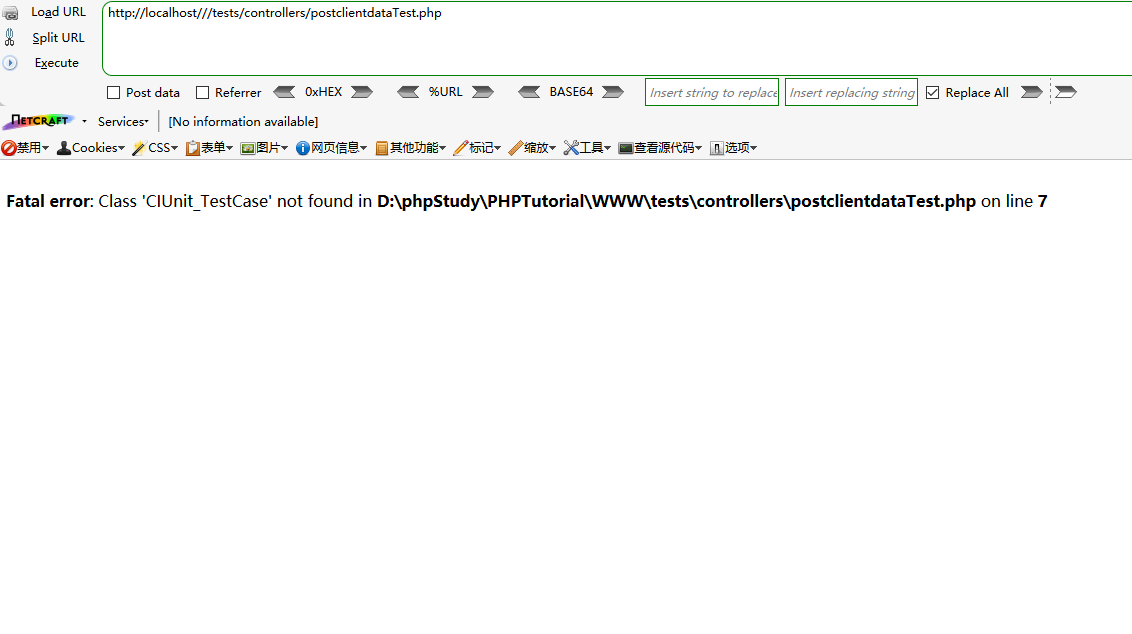 Load URL
http://localhost///tests/controllers/postclientdataTest.php
Split URL
Execute
Post data Referrer 0xHEX %URL BASE64 Insert string to replace Insert replacing string Replace All
NETCRAFT Services [No information available]
禁用 Cookies CSS 表单 图片 网页信息 其他功能 标记 缩放 工具 查看源代码 选项
Fatal error: Class 'CIUnit_TestCase' not found in D:\phpStudy\PHPTutorial\WWW\tests\controllers\postclientdataTest.php on line 7